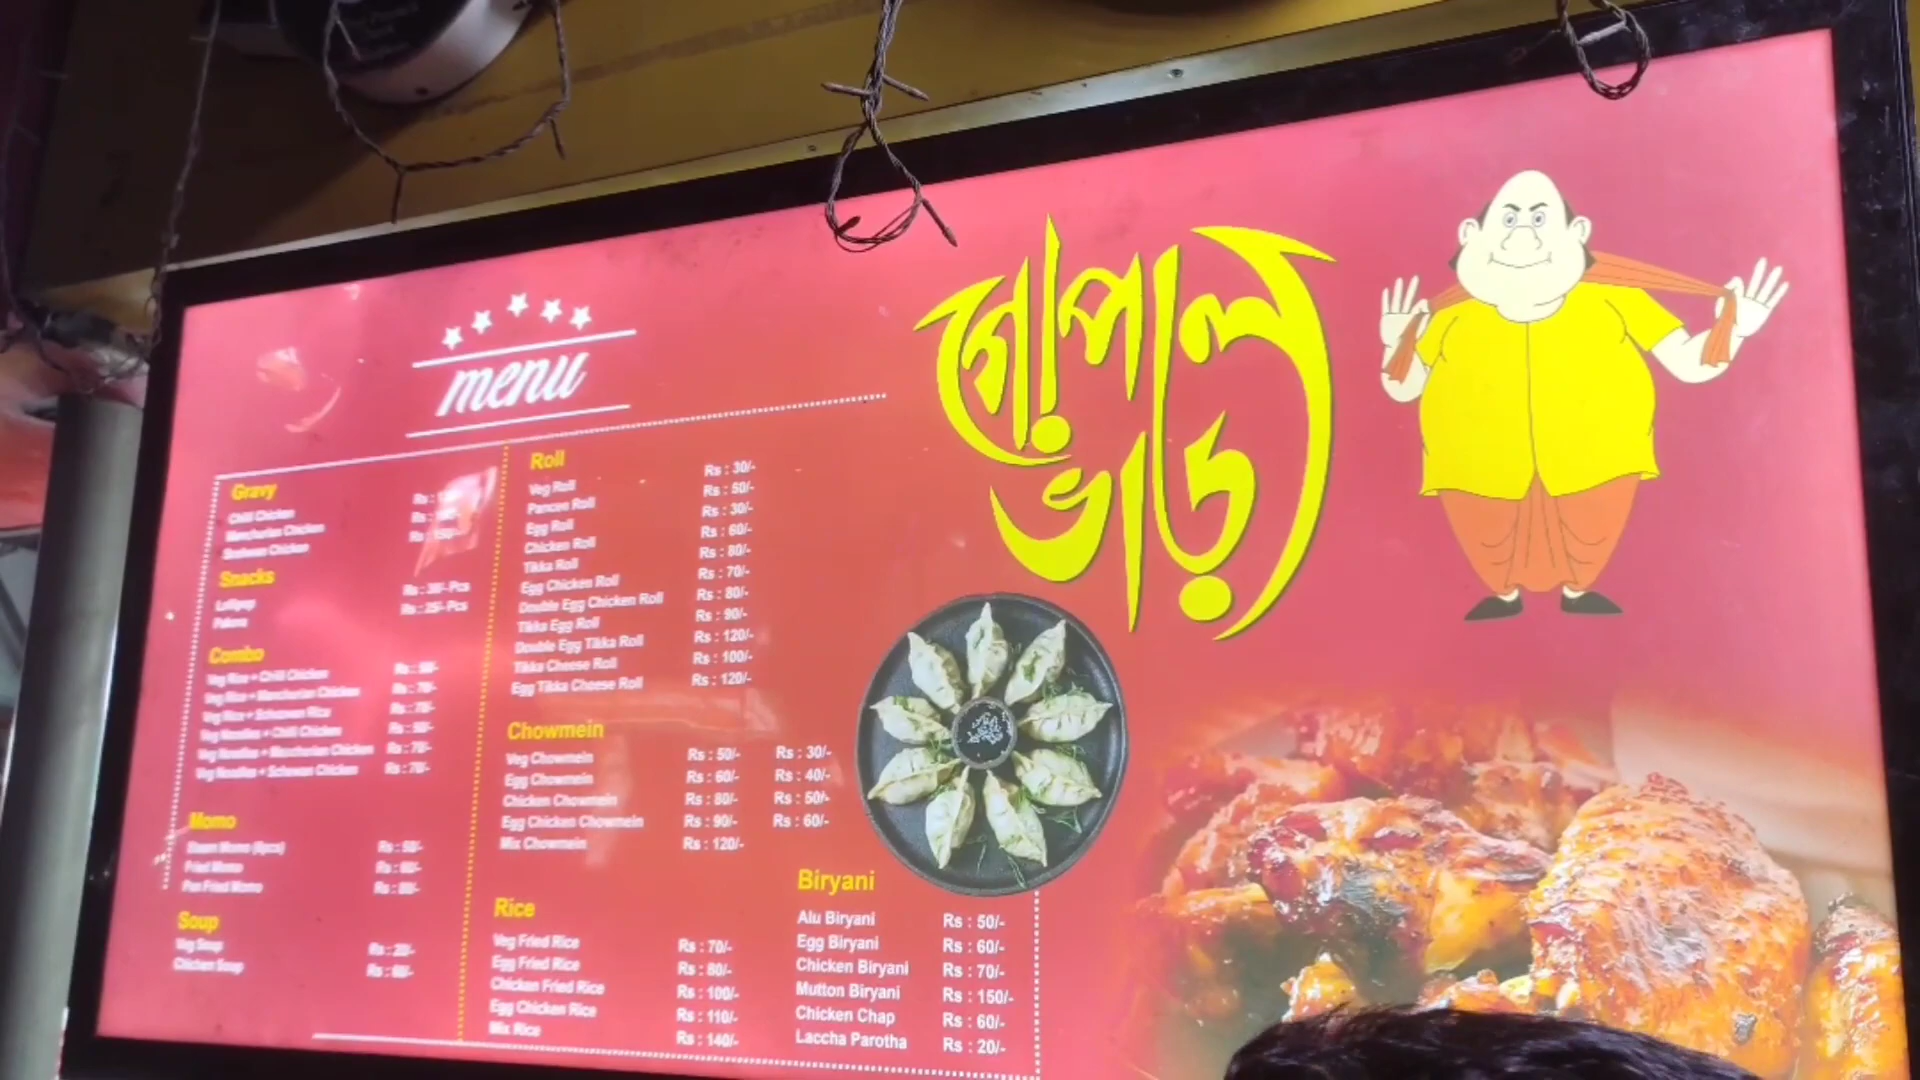 menu
গোপাল
ভাঁড়
Gravy
Chilli Chicken
Manchurian Chicken
Snacks
Lollipop Rs : 30/- Pcs
Pakora Rs : 25/- Pcs
Combo
Veg Rice + Chilli Chicken
Veg Rice + Manchurian Chicken Rs : 70/-
Veg Rice + Schezwan Rice Rs : 70/-
Veg Noodles + Chilli Chicken
Veg Noodles + Manchurian Chicken Rs : 70/-
Veg Noodles + Schezwan Chicken Rs : 70/-
Momo
Steam Momo (6pcs) Rs : 50/-
Fried Momo Rs : 60/-
Pan Fried Momo Rs : 80/-
Soup
Veg Soup
Chicken Soup
Roll
Rs : 30/-
Veg Roll Rs : 50/-
Paneer Roll Rs : 30/-
Egg Roll Rs : 60/-
Chicken Roll Rs : 80/-
Tikka Roll Rs : 70/-
Egg Chicken Roll Rs : 80/-
Double Egg Chicken Roll Rs : 90/-
Tikka Egg Roll Rs : 120/-
Double Egg Tikka Roll Rs : 100/-
Tikka Cheese Roll Rs : 120/-
Egg Tikka Cheese Roll
Chowmein
Veg Chowmein Rs : 50/- Rs : 30/-
Egg Chowmein Rs : 60/- Rs : 40/-
Chicken Chowmein Rs : 80/- Rs : 50/-
Egg Chicken Chowmein Rs : 90/- Rs : 60/-
Mix Chowmein Rs : 120/-
Rice
Veg Fried Rice Rs : 70/-
Egg Fried Rice Rs : 80/-
Chicken Fried Rice Rs : 100/-
Egg Chicken Rice Rs : 110/-
Mix Rice Rs : 140/-
Biryani
Alu Biryani Rs : 50/-
Egg Biryani Rs : 60/-
Chicken Biryani Rs : 70/-
Mutton Biryani Rs : 150/-
Chicken Chap Rs : 60/-
Laccha Parotha Rs : 20/-